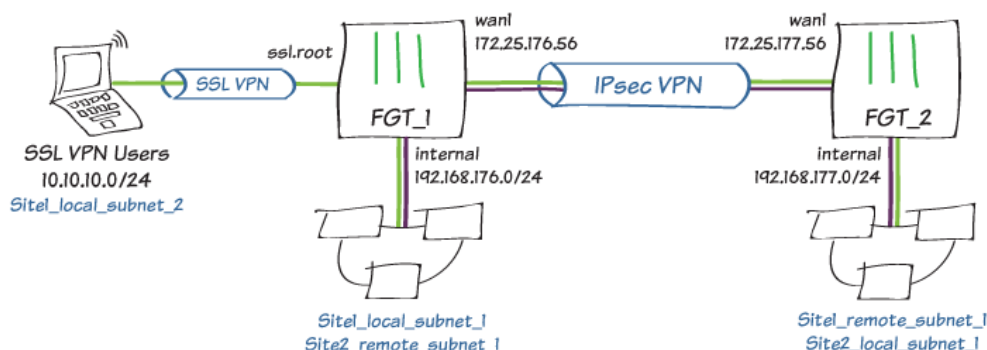 wan1
172.25.176.56
wan1
172.25.177.56
ssl.root
SSL VPN
IPsec VPN
FGT_1
FGT_2
SSL VPN Users
10.10.10.0/24
Site1_local_subnet_2
internal
192.168.176.0/24
internal
192.168.177.0/24
Site1_local_subnet_1
Site2_remote_subnet_1
Site1_remote_subnet_1
Site2_local_subnet_1